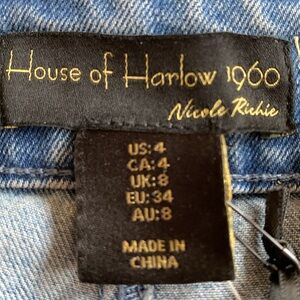 House of Harlow 1960
Nicole Richie
US:4
CA:4
UK:8
EU:34
AU:8
MADE IN
CHINA